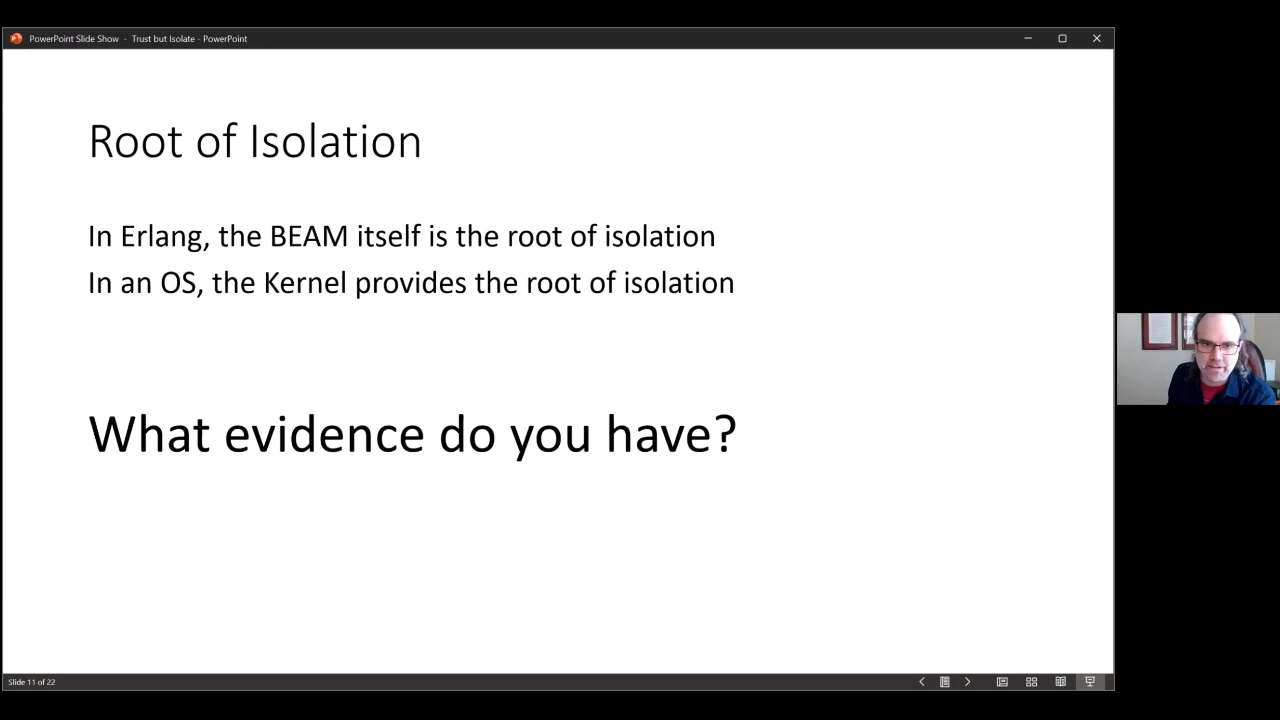 PowerPoint Slide Show - Trust but Isolate - PowerPoint
Root of Isolation
In Erlang, the BEAM itself is the root of isolation
In an OS, the Kernel provides the root of isolation
What evidence do you have?
Slide 11 of 22